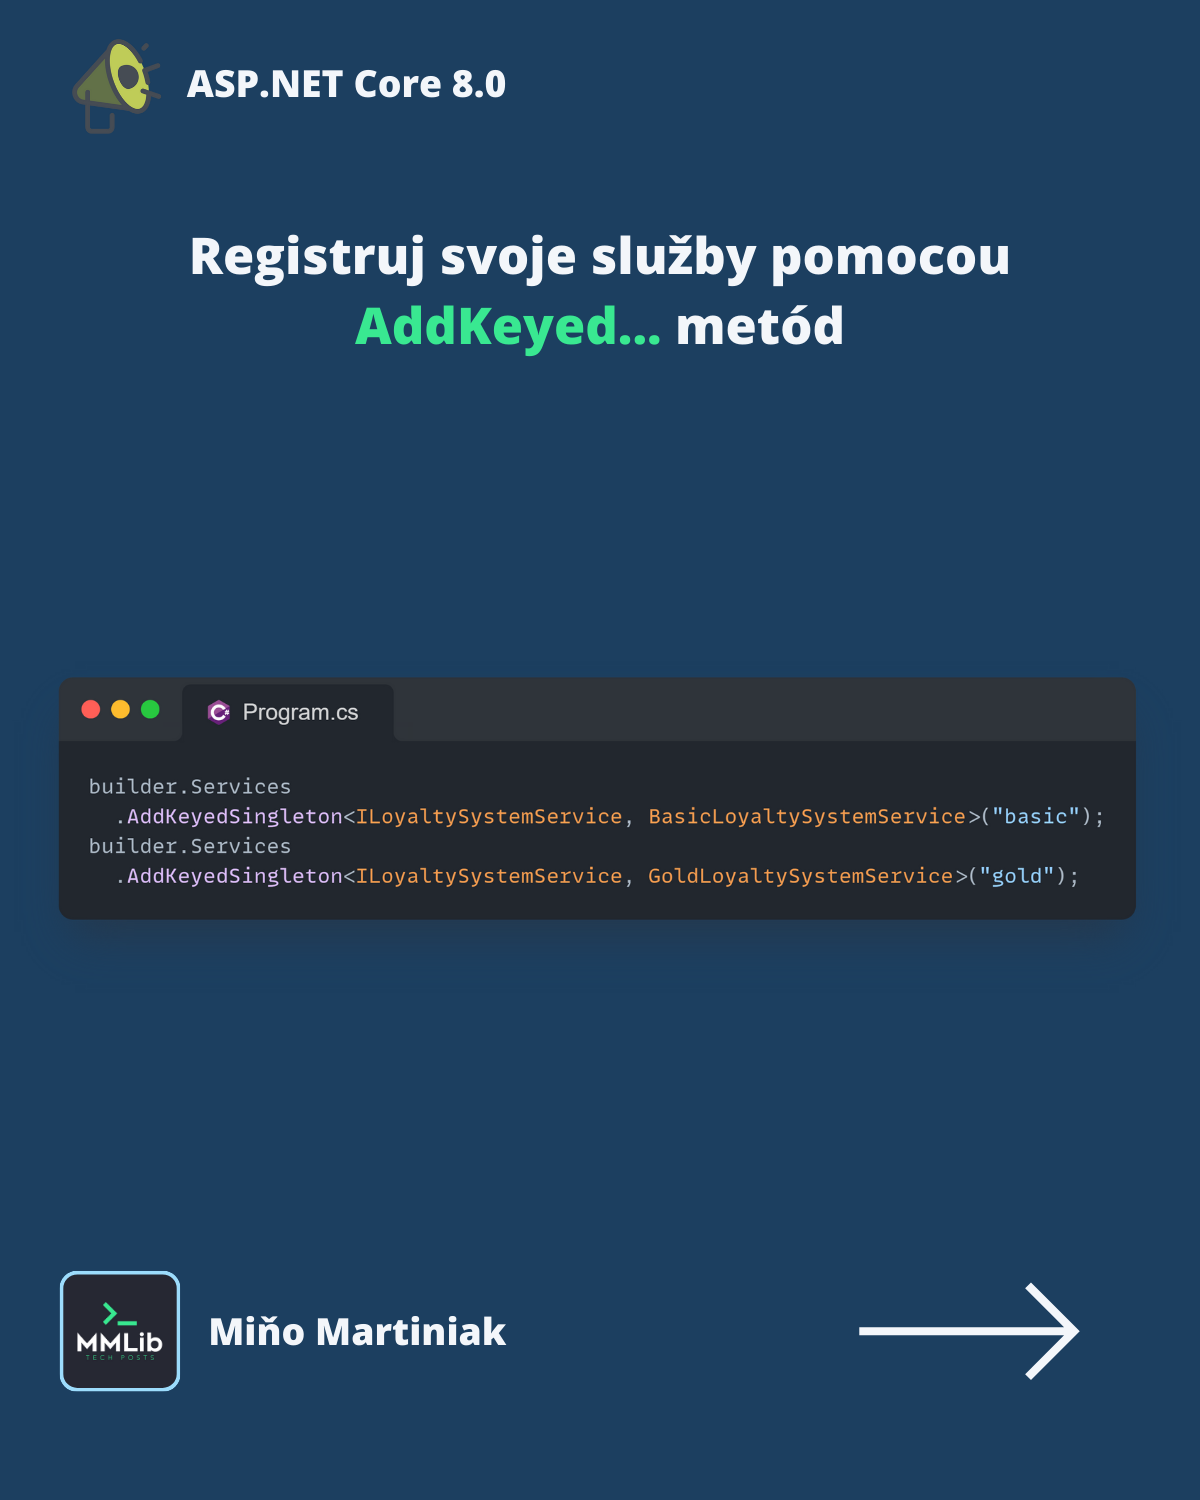 ASP.NET Core 8.0
Registruj svoje služby pomocou
AddKeyed... metód
Program.cs
builder.Services
  .AddKeyedSingleton<ILoyaltySystemService, BasicLoyaltySystemService>("basic");
builder.Services
  .AddKeyedSingleton<ILoyaltySystemService, GoldLoyaltySystemService>("gold");
MMLib
TECH POSTS
Miňo Martiniak